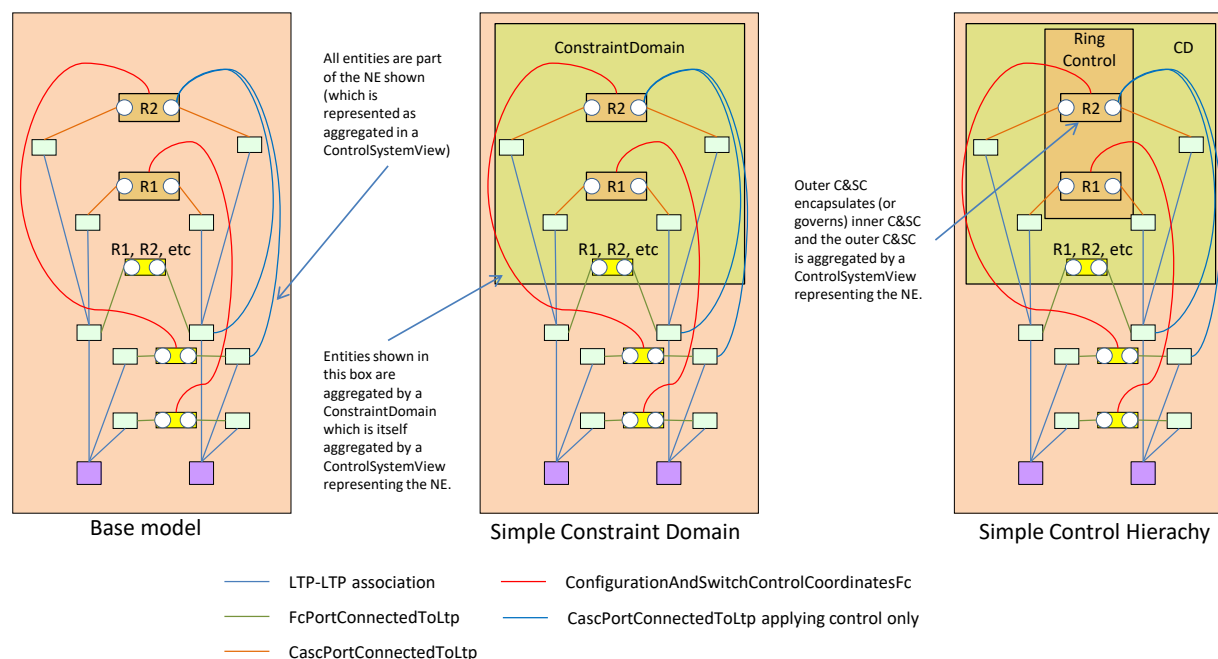 All entities are part
of the NE shown
(which is
represented as
aggregated in a
ControlSystemView)
R2
R1
R1, R2, etc
Base model
ConstraintDomain
R2
R1
R1, R2, etc
Entities shown in
this box are
aggregated by a
ConstraintDomain
which is itself
aggregated by a
ControlSystemView
representing the NE.
Simple Constraint Domain
Ring
Control
CD
R2
R1
R1, R2, etc
Outer C&SC
encapsulates (or
governs) inner C&SC
and the outer C&SC
is aggregated by a
ControlSystemView
representing the NE.
Simple Control Hierachy
LTP-LTP association
ConfigurationAndSwitchControlCoordinatesFc
FcPortConnectedToLtp
CascPortConnectedToLtp applying control only
CascPortConnectedToLtp